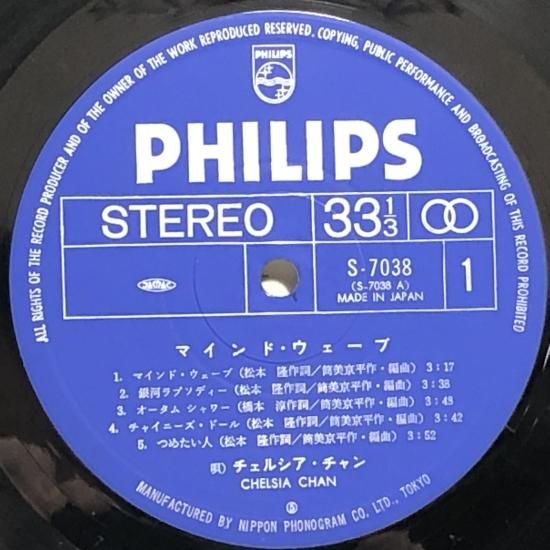 ALL RIGHTS OF THE RECORD PRODUCER AND OF THE OWNER OF THE WORK REPRODUCED RESERVED. COPYING, PUBLIC PERFORMANCE AND BROADCASTING OF THIS RECORD PROHIBITED
PHILIPS
PHILIPS
STEREO 33 1/3
S-7038
(S-7038 A)
MADE IN JAPAN
1
JASRAC
マインド・ウェーブ
1. マインド・ウェーブ (松本 隆作詞/筒美京平作・編曲) 3:17
2. 銀河ラプソディー (松本 隆作詞/筒美京平作・編曲) 3:38
3. オータム シャワー (橋本 淳作詞/筒美京平作・編曲) 3:43
4. チャイニーズ・ドール (松本 隆作詞/筒美京平作・編曲) 3:42
5. つめたい人 (松本 隆作詞/筒美京平作・編曲) 3:52
唄) チェルシア・チャン
CHELSIA CHAN
MANUFACTURED BY NIPPON PHONOGRAM CO. LTD., TOKYO